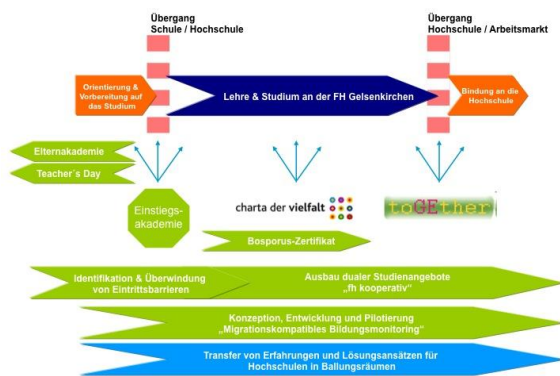 Übergang
Schule / Hochschule
Übergang
Hochschule / Arbeitsmarkt
Orientierung &
Vorbereitung auf
das Studium
Lehre & Studium an der FH Gelsenkirchen
Bindung an die
Hochschule
Elternakademie
Teacher´s Day
Einstiegs-
akademie
charta der vielfalt
toGEther
Bosporus-Zertifikat
Identifikation & Überwindung
von Eintrittsbarrieren
Ausbau dualer Studienangebote
„fh kooperativ"
Konzeption, Entwicklung und Pilotierung
„Migrationskompatibles Bildungsmonitoring"
Transfer von Erfahrungen und Lösungsansätzen für
Hochschulen in Ballungsräumen